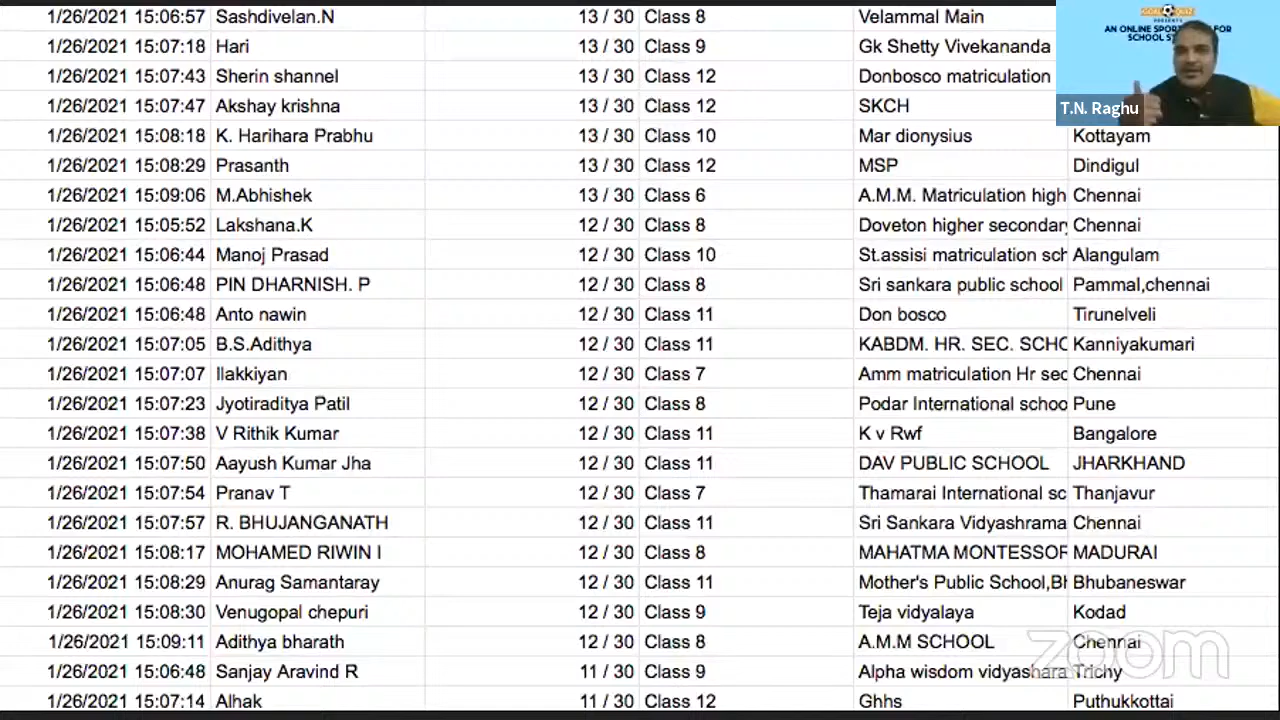 1/26/2021 15:06:57 Sashdivelan.N 13 / 30 Class 8 Velammal Main
PRESENTS
AN ONLINE SPORT FOR
SCHOOL
1/26/2021 15:07:18 Hari 13 / 30 Class 9 Gk Shetty Vivekananda
1/26/2021 15:07:43 Sherin shannel 13 / 30 Class 12 Donbosco matriculation
1/26/2021 15:07:47 Akshay krishna 13 / 30 Class 12 SKCH
T.N. Raghu
1/26/2021 15:08:18 K. Harihara Prabhu 13 / 30 Class 10 Mar dionysius Kottayam
1/26/2021 15:08:29 Prasanth 13 / 30 Class 12 MSP Dindigul
1/26/2021 15:09:06 M.Abhishek 13 / 30 Class 6 A.M.M. Matriculation high Chennai
1/26/2021 15:05:52 Lakshana.K 12 / 30 Class 8 Doveton higher secondary Chennai
1/26/2021 15:06:44 Manoj Prasad 12 / 30 Class 10 St.assisi matriculation sch Alangulam
1/26/2021 15:06:48 PIN DHARNISH. P 12 / 30 Class 8 Sri sankara public school Pammal,chennai
1/26/2021 15:06:48 Anto nawin 12 / 30 Class 11 Don bosco Tirunelveli
1/26/2021 15:07:05 B.S.Adithya 12 / 30 Class 11 KABDM. HR. SEC. SCHO Kanniyakumari
1/26/2021 15:07:07 Ilakkiyan 12 / 30 Class 7 Amm matriculation Hr sec Chennai
1/26/2021 15:07:23 Jyotiraditya Patil 12 / 30 Class 8 Podar International schoo Pune
1/26/2021 15:07:38 V Rithik Kumar 12 / 30 Class 11 K v Rwf Bangalore
1/26/2021 15:07:50 Aayush Kumar Jha 12 / 30 Class 11 DAV PUBLIC SCHOOL JHARKHAND
1/26/2021 15:07:54 Pranav T 12 / 30 Class 7 Thamarai International sc Thanjavur
1/26/2021 15:07:57 R. BHUJANGANATH 12 / 30 Class 11 Sri Sankara Vidyashrama Chennai
1/26/2021 15:08:17 MOHAMED RIWIN I 12 / 30 Class 8 MAHATMA MONTESSOR MADURAI
1/26/2021 15:08:29 Anurag Samantaray 12 / 30 Class 11 Mother's Public School,Bh Bhubaneswar
1/26/2021 15:08:30 Venugopal chepuri 12 / 30 Class 9 Teja vidyalaya Kodad
1/26/2021 15:09:11 Adithya bharath 12 / 30 Class 8 A.M.M SCHOOL Chennai
zoom
1/26/2021 15:06:48 Sanjay Aravind R 11 / 30 Class 9 Alpha wisdom vidyashara Trichy
1/26/2021 15:07:14 Alhak 11 / 30 Class 12 Ghhs Puthukkottai